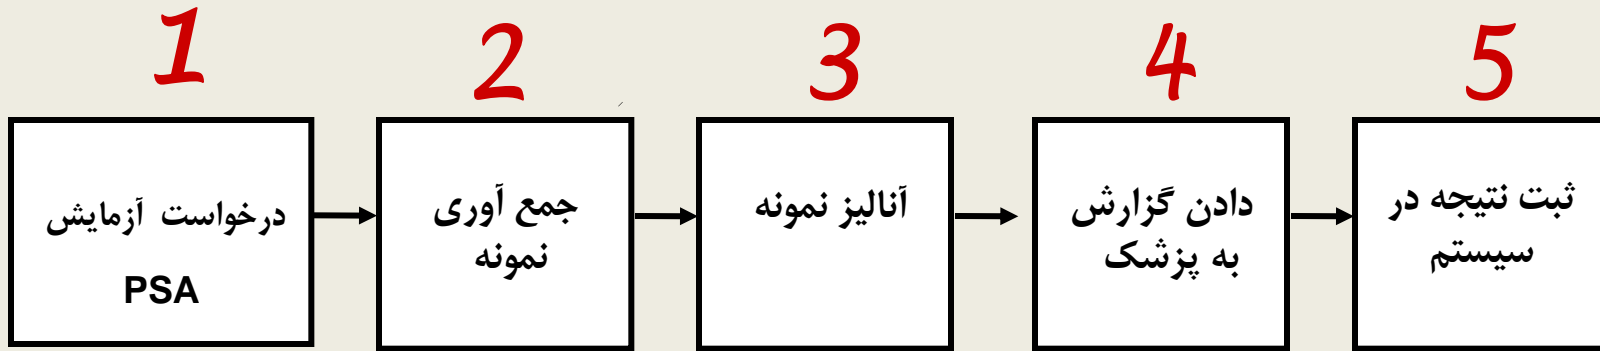 1
2
3
4
5
درخواست آزمایش
PSA
جمع آوری
نمونه
آنالیز نمونه
دادن گزارش
به پزشک
ثبت نتیجه در
سیستم